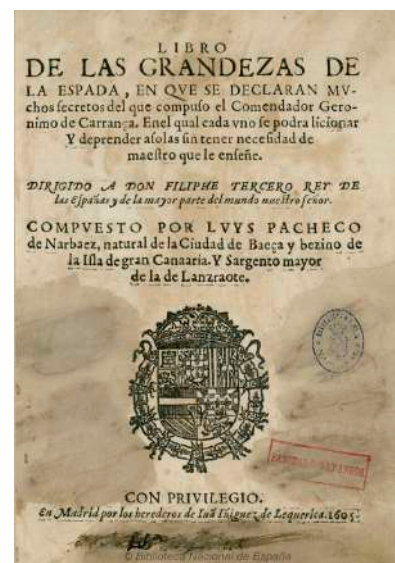 LIBRO
DE LAS GRANDEZAS DE
LA ESPADA, EN QVE SE DECLARAN MV-
chos secretos del que compuso el Comendador Gero-
nimo de Carrança. Enel qual cada vno se podra licionar
Y deprender asolas sin tener necesidad de
maestro que le enseñe.
DIRIGIDO A DON FILIPHE TERCERO REY DE
las Españas y de la mayor parte del mundo nuestro señor.
COMPVESTO POR LVYS PACHECO
de Narbaez, natural de la Ciudad de Baeça y bezino de
la Isla de gran Canaaria. Y Sargento mayor
de la de Lanzraote.
CON PRIVILEGIO.
En Madrid por los herederos de Iuã Iñiguez de Lequerica. 1605.
© Biblioteca Nacional de España